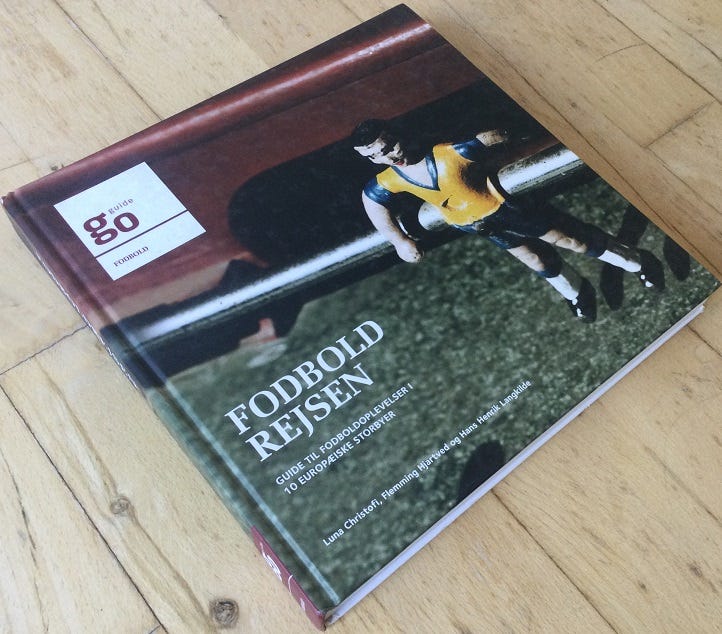 guide
go
FODBOLD
FODBOLD
REJSEN
GUIDE TIL FODBOLDOPLEVELSER I
10 EUROPÆISKE STORBYER
Luna Christofi, Flemming Hjartved og Hans Henrik Langkilde